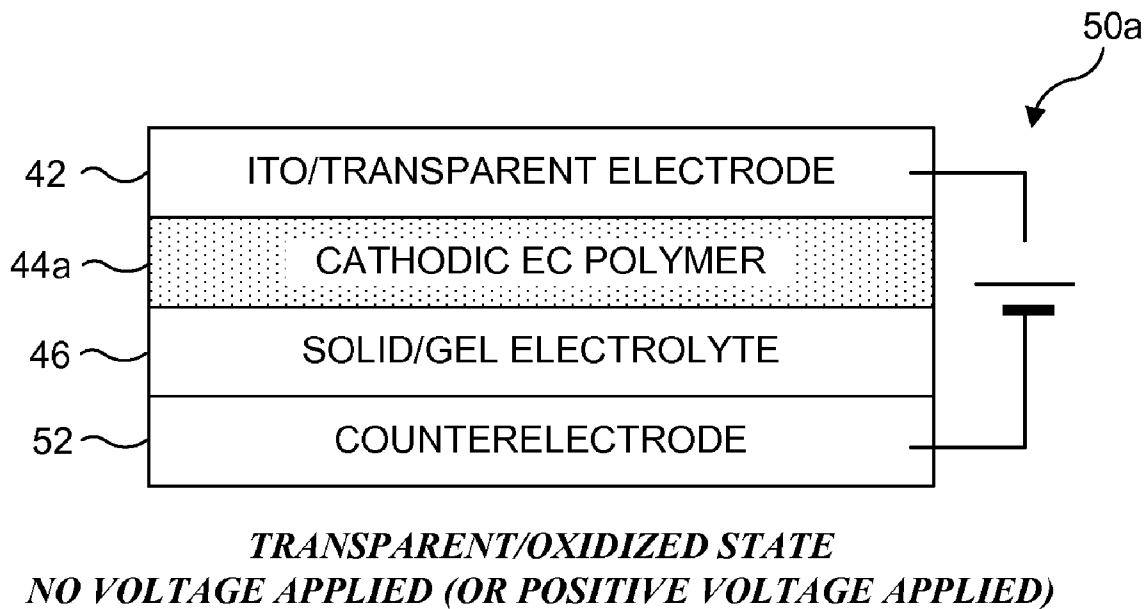 50a
42 ITO/TRANSPARENT ELECTRODE
44a CATHODIC EC POLYMER
46 SOLID/GEL ELECTROLYTE
52 COUNTERELECTRODE
TRANSPARENT/OXIDIZED STATE
NO VOLTAGE APPLIED (OR POSITIVE VOLTAGE APPLIED)